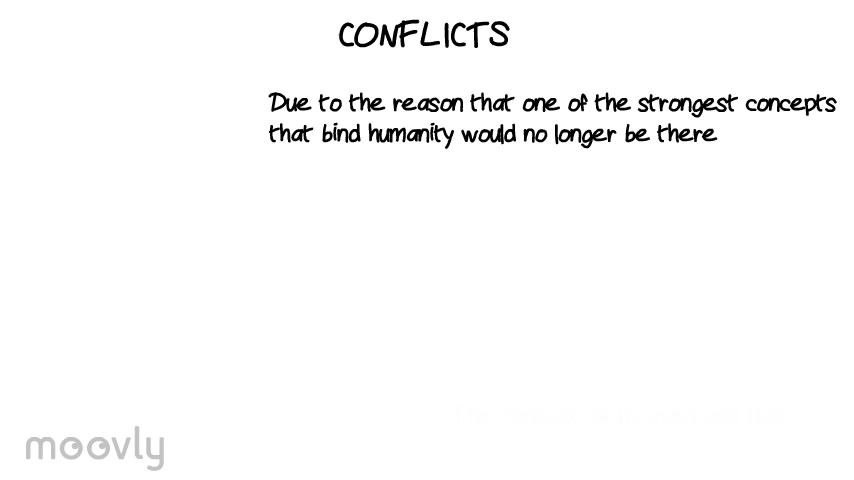 CONFLICTS
Due to the reason that one of the strongest concepts
that bind humanity would no longer be there
moovly